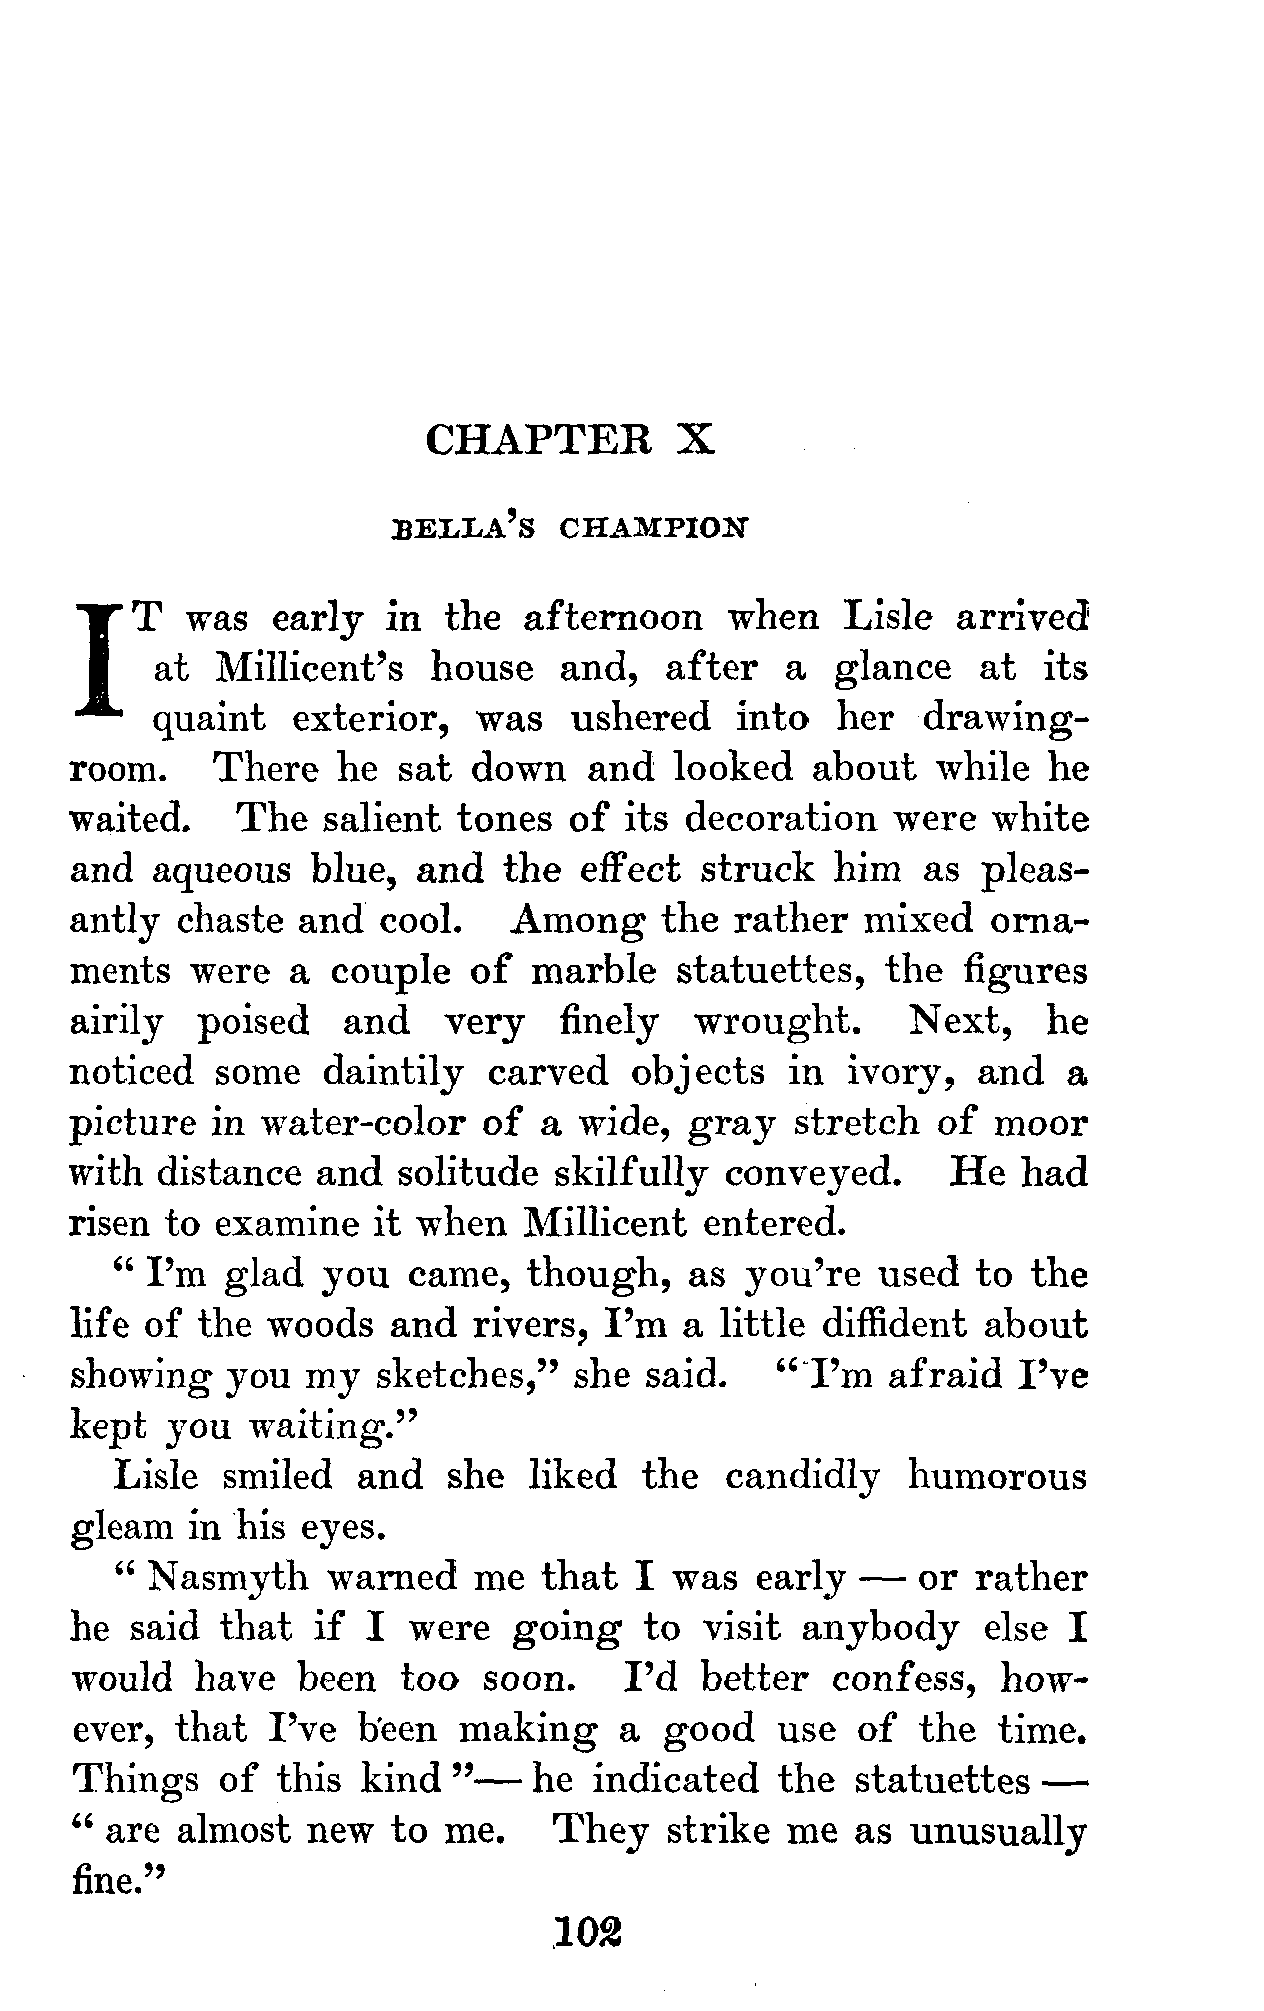 CHAPTER X
BELLA'S CHAMPION
IT was early in the afternoon when Lisle arrived
at Millicent's house and, after a glance at its
quaint exterior, was ushered into her drawing-
room. There he sat down and looked about while he
waited. The salient tones of its decoration were white
and aqueous blue, and the effect struck him as pleas-
antly chaste and cool. Among the rather mixed orna-
ments were a couple of marble statuettes, the figures
airily poised and very finely wrought. Next, he
noticed some daintily carved objects in ivory, and a
picture in water-color of a wide, gray stretch of moor
with distance and solitude skilfully conveyed. He had
risen to examine it when Millicent entered.
" I'm glad you came, though, as you're used to the
life of the woods and rivers, I'm a little diffident about
showing you my sketches," she said. " I'm afraid I've
kept you waiting."
Lisle smiled and she liked the candidly humorous
gleam in his eyes.
" Nasmyth warned me that I was early — or rather
he said that if I were going to visit anybody else I
would have been too soon. I'd better confess, how-
ever, that I've been making a good use of the time.
Things of this kind "— he indicated the statuettes —
" are almost new to me. They strike me as unusually
fine."
102